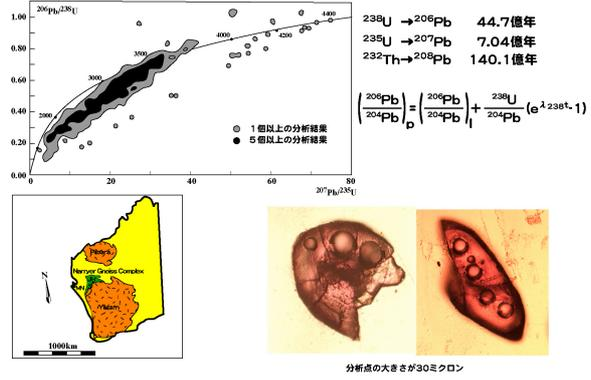 206Pb/238U
1.00
0.80
0.60
0.40
0.20
0.00
0
20
40
60
80
207Pb/235U
2000
3000
3500
4000
4200
4400
1個以上の分析結果
5個以上の分析結果
238U →206Pb 44.7億年
235U →207Pb 7.04億年
232Th→208Pb 140.1億年
(206Pb/204Pb)p=(206Pb/204Pb)I+238U/204Pb(eλ238t-1)
Pilbara
Narryer Gneiss Complex
Yilgarn
N
1000km
分析点の大きさが30ミクロン